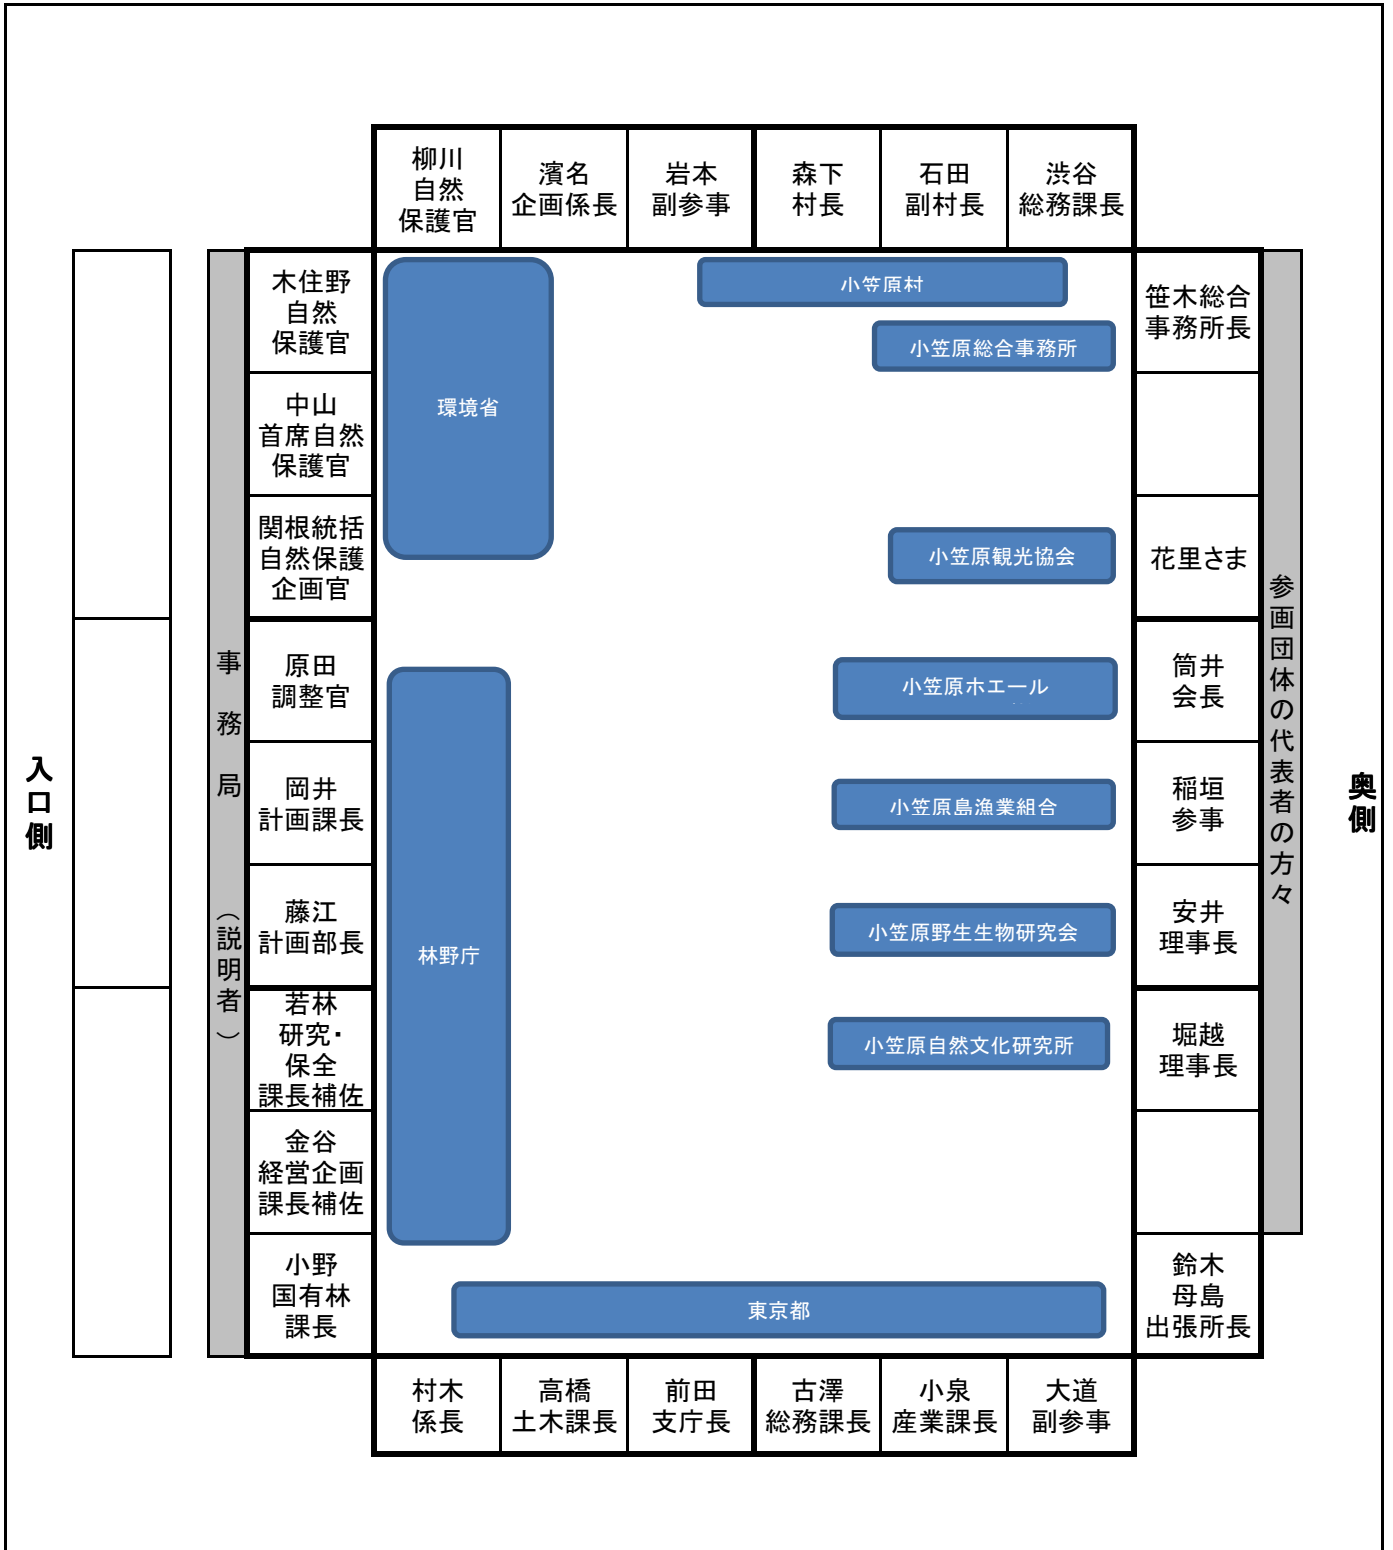 柳川
自然
保護官
濱名
企画係長
岩本
副参事
森下
村長
石田
副村長
渋谷
総務課長
木住野
自然
保護官
中山
首席自然
保護官
関根統括
自然保護
企画官
原田
調整官
岡井
計画課長
藤江
計画部長
若林
研究・
保全
課長補佐
金谷
経営企画
課長補佐
小野
国有林
課長
事務局　（説明者）
入口側
環境省
林野庁
小笠原村
小笠原総合事務所
小笠原観光協会
小笠原ホエール
小笠原島漁業組合
小笠原野生生物研究会
小笠原自然文化研究所
東京都
笹木総合
事務所長
花里さま
筒井
会長
稲垣
参事
安井
理事長
堀越
理事長
鈴木
母島
出張所長
参画団体の代表者の方々
奥側
村木
係長
高橋
土木課長
前田
支庁長
古澤
総務課長
小泉
産業課長
大道
副参事